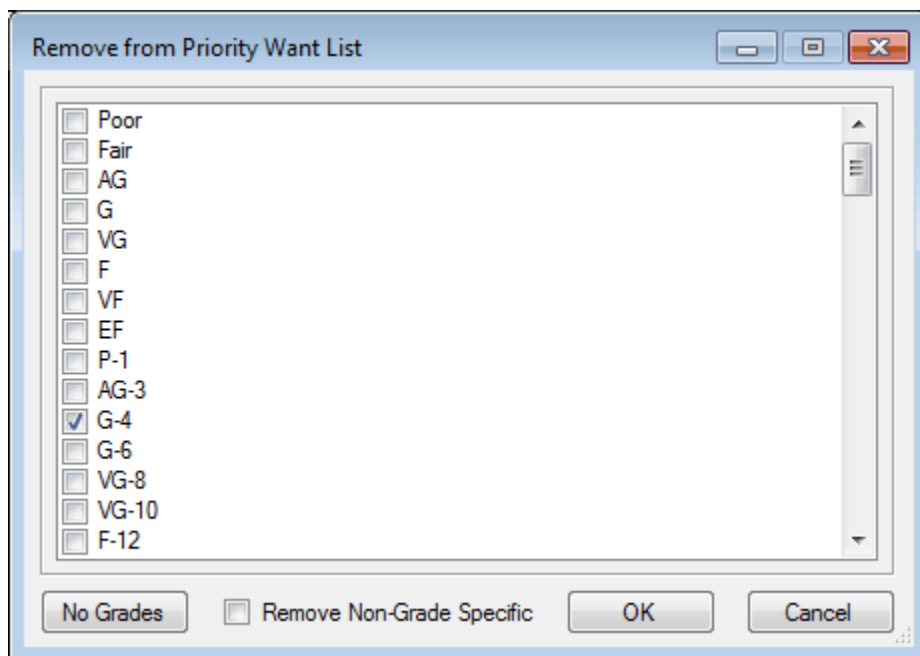 Remove from Priority Want List
Poor
Fair
AG
G
VG
F
VF
EF
P-1
AG-3
G-4
G-6
VG-8
VG-10
F-12
No Grades Remove Non-Grade Specific OK Cancel